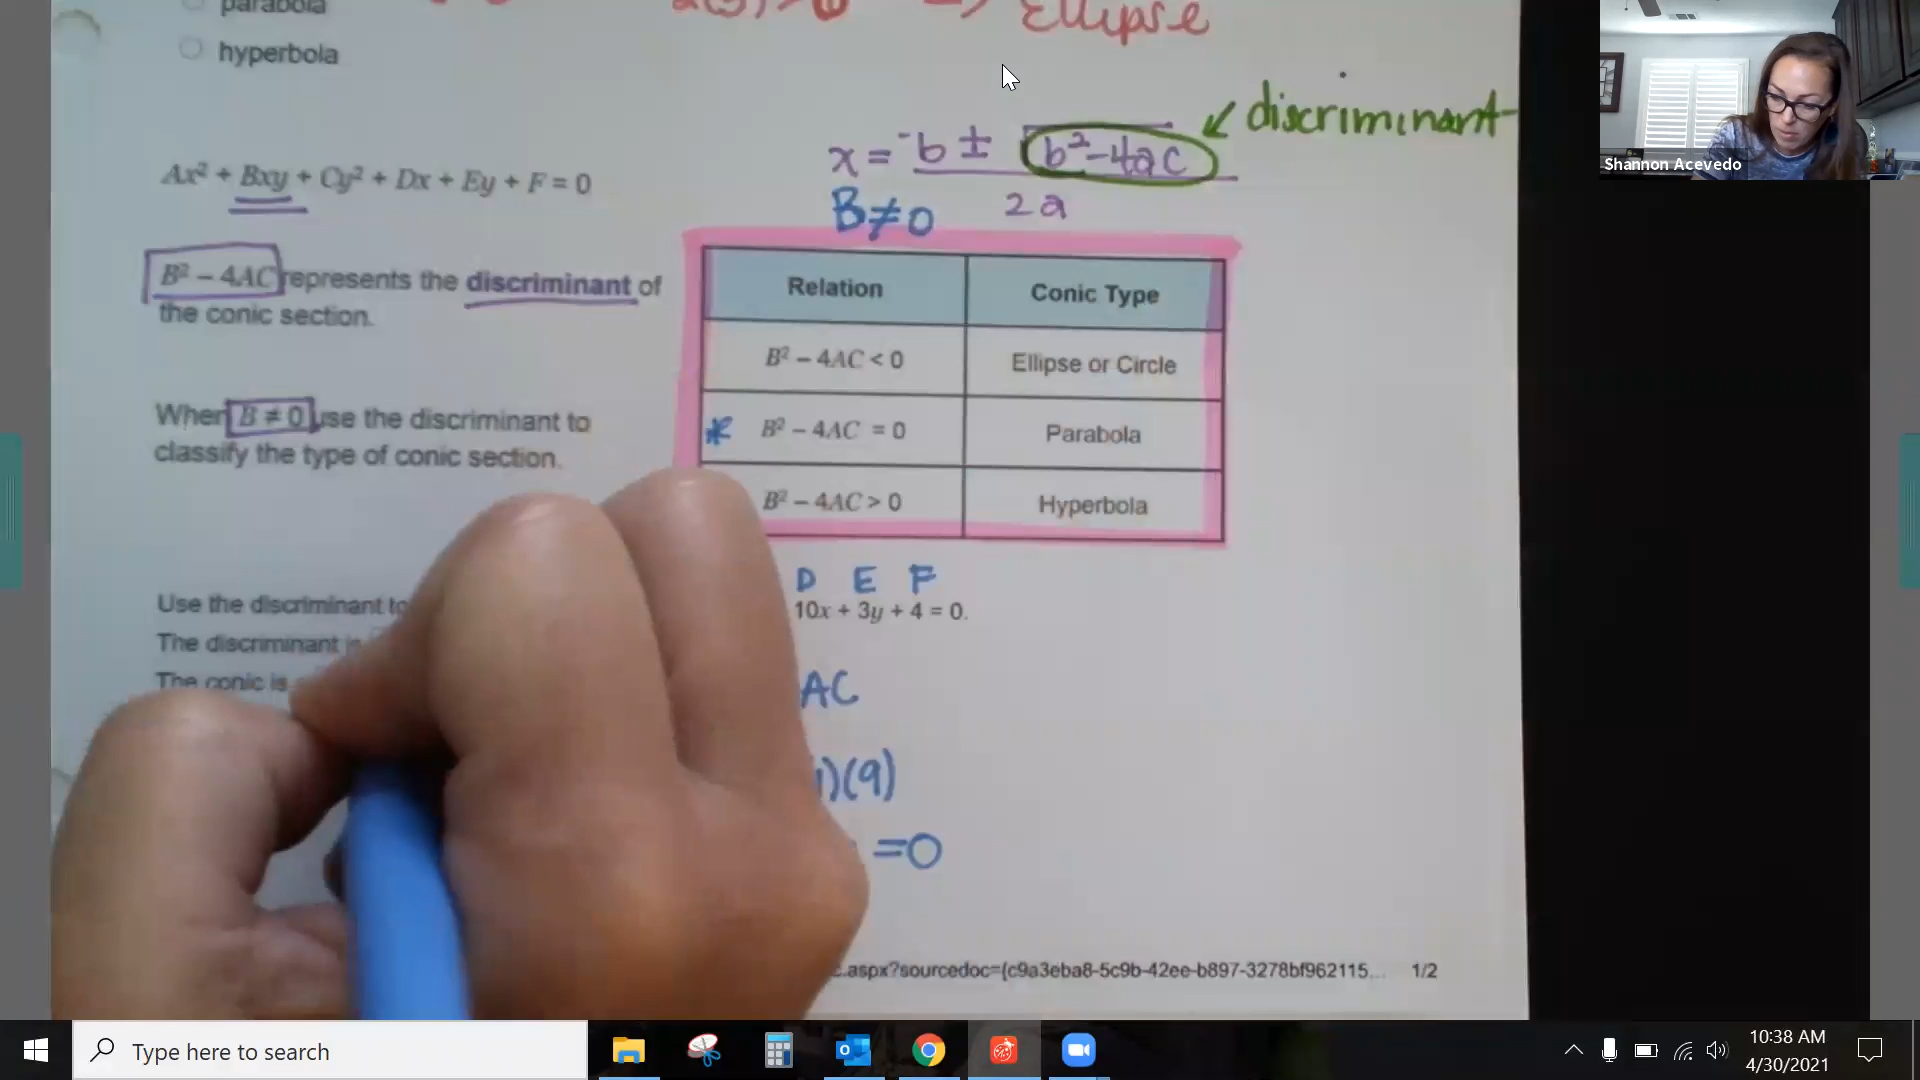 parabola
Ellipse
hyperbola
discriminant
x = -b ± b² - 4ac
2a
Ax² + Bxy + Cy² + Dx + Ey + F = 0
B ≠ 0
B² – 4AC represents the discriminant of
the conic section.
When B ≠ 0 use the discriminant to
classify the type of conic section.
Relation Conic Type
B² – 4AC < 0 Ellipse or Circle
* B² – 4AC = 0 Parabola
B² – 4AC > 0 Hyperbola
D E F
Use the discriminant to 10x + 3y + 4 = 0.
The discriminant is
The conic is
AC
)(9)
=0
.aspx?sourcedoc={c9a3eba8-5c9b-42ee-b897-3278bf962115... 1/2
Shannon Acevedo
Type here to search
10:38 AM
4/30/2021